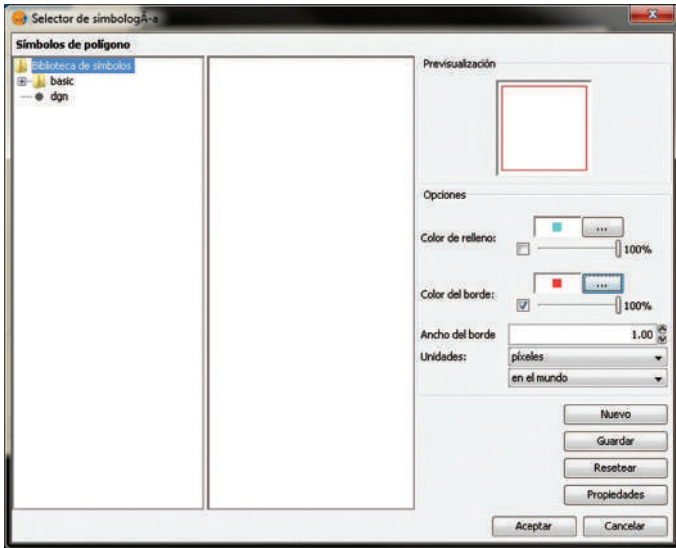 Selector de simbologÃ-a
Símbolos de polígono
Biblioteca de símbolos
basic
dgn
Previsualización
Opciones
Color de relleno:
...
100%
Color del borde:
...
100%
Ancho del borde
1.00
Unidades:
píxeles
en el mundo
Nuevo
Guardar
Resetear
Propiedades
Aceptar
Cancelar